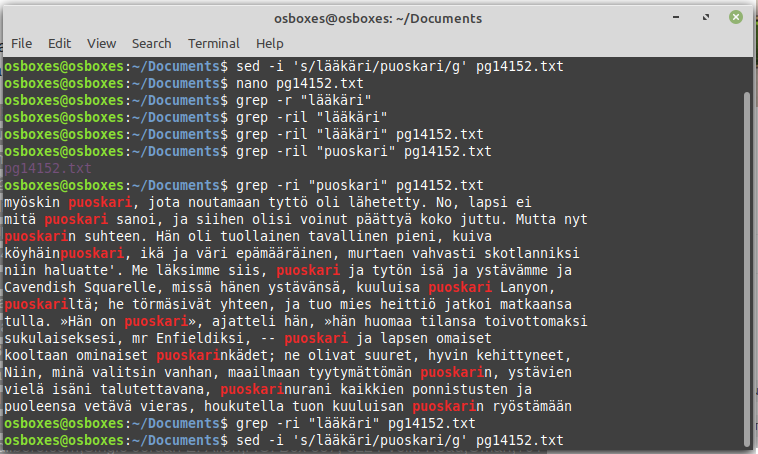 osboxes@osboxes: ~/Documents
File Edit View Search Terminal Help
osboxes@osboxes:~/Documents$ sed -i 's/lääkäri/puoskari/g' pg14152.txt
osboxes@osboxes:~/Documents$ nano pg14152.txt
osboxes@osboxes:~/Documents$ grep -r "lääkäri"
osboxes@osboxes:~/Documents$ grep -ril "lääkäri"
osboxes@osboxes:~/Documents$ grep -ril "lääkäri" pg14152.txt
osboxes@osboxes:~/Documents$ grep -ril "puoskari" pg14152.txt
pg14152.txt
osboxes@osboxes:~/Documents$ grep -ri "puoskari" pg14152.txt
myöskin puoskari, jota noutamaan tyttö oli lähetetty. No, lapsi ei
mitä puoskari sanoi, ja siihen olisi voinut päättyä koko juttu. Mutta nyt
puoskarin suhteen. Hän oli tuollainen tavallinen pieni, kuiva
köyhäinpuoskari, ikä ja väri epämääräinen, murtaen vahvasti skotlanniksi
niin haluatte'. Me läksimme siis, puoskari ja tytön isä ja ystävämme ja
Cavendish Squarelle, missä hänen ystävänsä, kuuluisa puoskari Lanyon,
puoskariltä; he törmäsivät yhteen, ja tuo mies heittiö jatkoi matkaansa
tulla. »Hän on puoskari», ajatteli hän, »hän huomaa tilansa toivottomaksi
sukulaiseksesi, mr Enfieldiksi, -- puoskari ja lapsen omaiset
kooltaan ominaiset puoskarinkädet; ne olivat suuret, hyvin kehittyneet,
Niin, minä valitsin vanhan, maailmaan tyytymättömän puoskarin, ystävien
vielä isäni talutettavana, puoskarinurani kaikkien ponnistusten ja
puoleensa vetävä vieras, houkutella tuon kuuluisan puoskarin ryöstämään
osboxes@osboxes:~/Documents$ grep -ri "lääkäri" pg14152.txt
osboxes@osboxes:~/Documents$ sed -i 's/lääkäri/puoskari/g' pg14152.txt